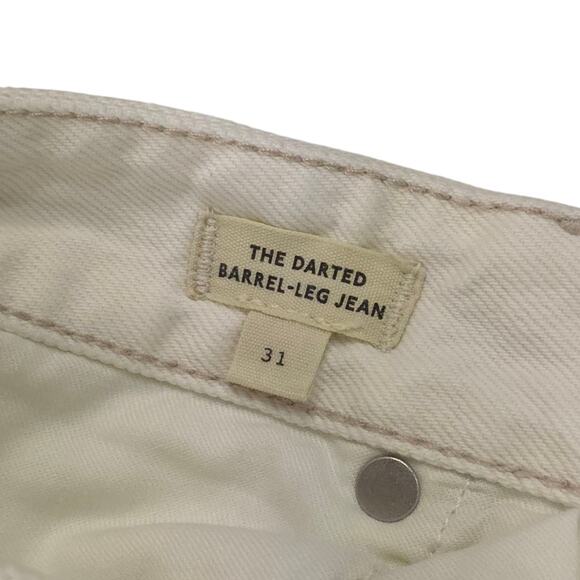 THE DARTED
BARREL-LEG JEAN
31